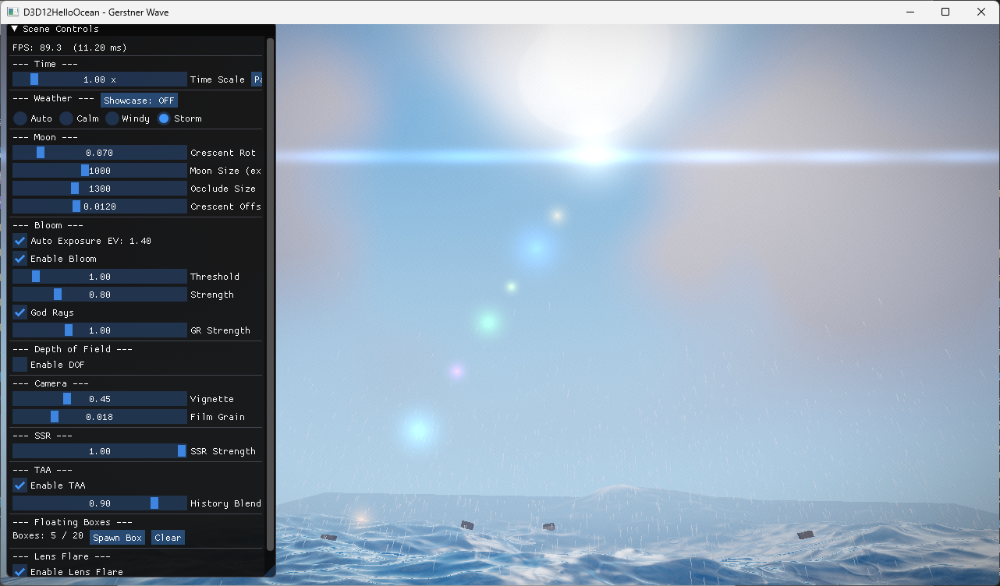 D3D12HelloOcean - Gerstner Wave
▼ Scene Controls
FPS: 89.3 (11.20 ms)
--- Time ---
1.00 x Time Scale Pa
--- Weather --- Showcase: OFF
Auto Calm Windy Storm
--- Moon ---
0.070 Crescent Rot
1000 Moon Size (ex
1300 Occlude Size
0.0120 Crescent Offs
--- Bloom ---
Auto Exposure EV: 1.40
Enable Bloom
1.00 Threshold
0.80 Strength
God Rays
1.00 GR Strength
--- Depth of Field ---
Enable DOF
--- Camera ---
0.45 Vignette
0.018 Film Grain
--- SSR ---
1.00 SSR Strength
--- TAA ---
Enable TAA
0.90 History Blend
--- Floating Boxes ---
Boxes: 5 / 20 Spawn Box Clear
--- Lens Flare ---
Enable Lens Flare